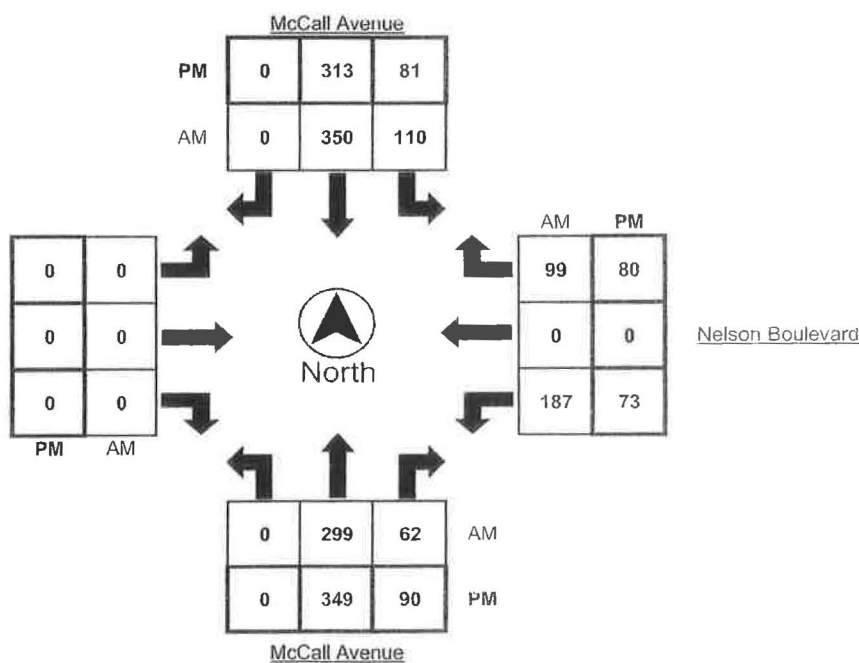 McCall Avenue
PM 0 313 81
AM 0 350 110
AM PM
0 0
99 80
0 0
North
0 0
Nelson Boulevard
0 0
187 73
PM AM
0 299 62 AM
0 349 90 PM
McCall Avenue